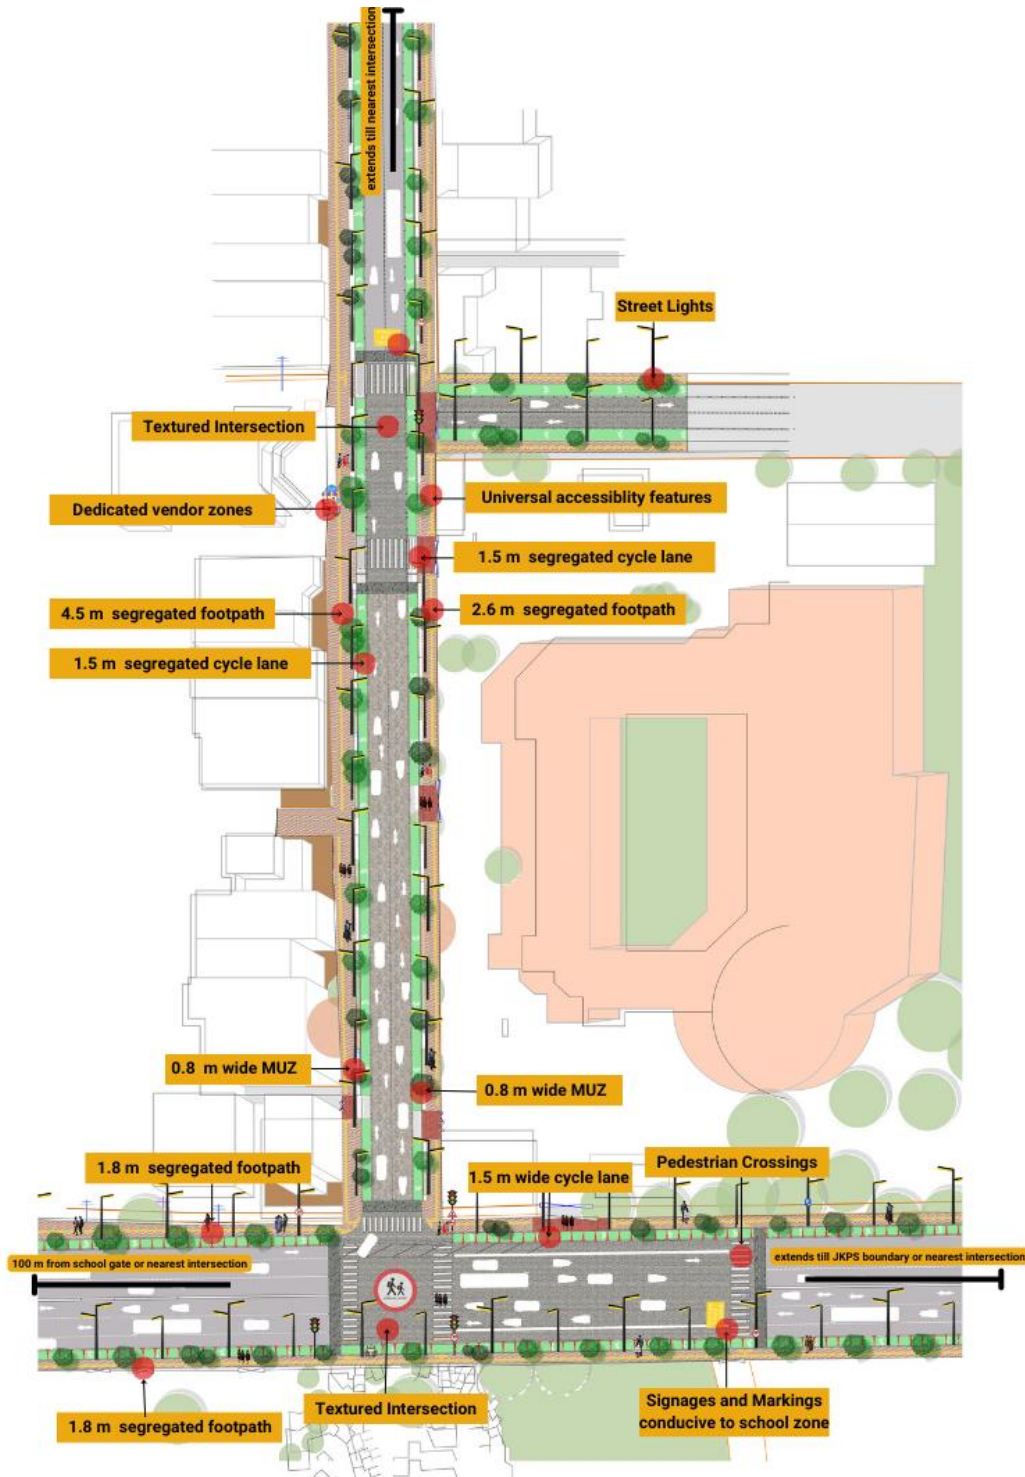 extends till nearest intersection
Street Lights
Textured Intersection
Universal accessiblity features
Dedicated vendor zones
1.5 m segregated cycle lane
4.5 m segregated footpath
2.6 m segregated footpath
1.5 m segregated cycle lane
0.8 m wide MUZ
0.8 m wide MUZ
1.8 m segregated footpath
1.5 m wide cycle lane
Pedestrian Crossings
100 m from school gate or nearest intersection
extends till JKPS boundary or nearest intersection
Textured Intersection
Signages and Markings
conducive to school zone
1.8 m segregated footpath